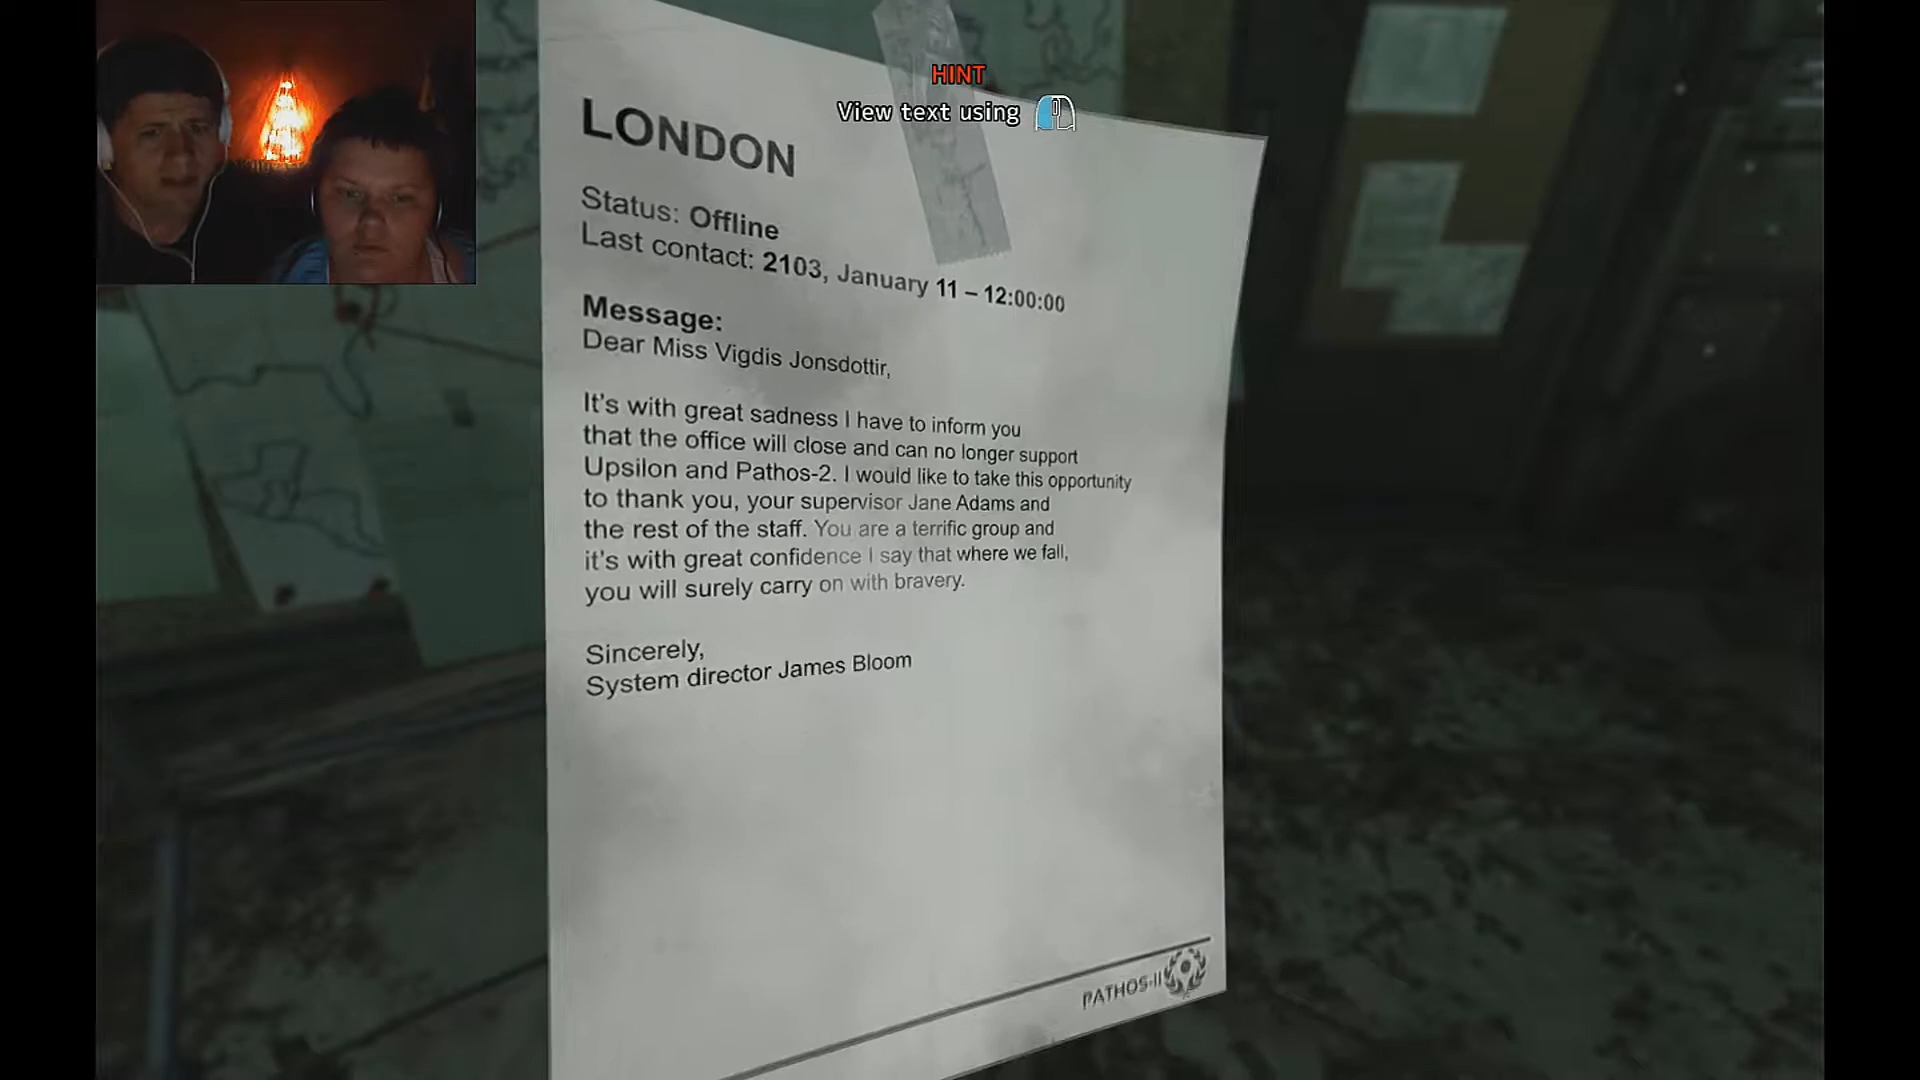 HINT
View text using
LONDON
Status: Offline
Last contact: 2103, January 11 – 12:00:00
Message:
Dear Miss Vigdis Jonsdottir,
It's with great sadness I have to inform you
that the office will close and can no longer support
Upsilon and Pathos-2. I would like to take this opportunity
to thank you, your supervisor Jane Adams and
the rest of the staff. You are a terrific group and
it's with great confidence I say that where we fall,
you will surely carry on with bravery.
Sincerely,
System director James Bloom
PATHOS-II